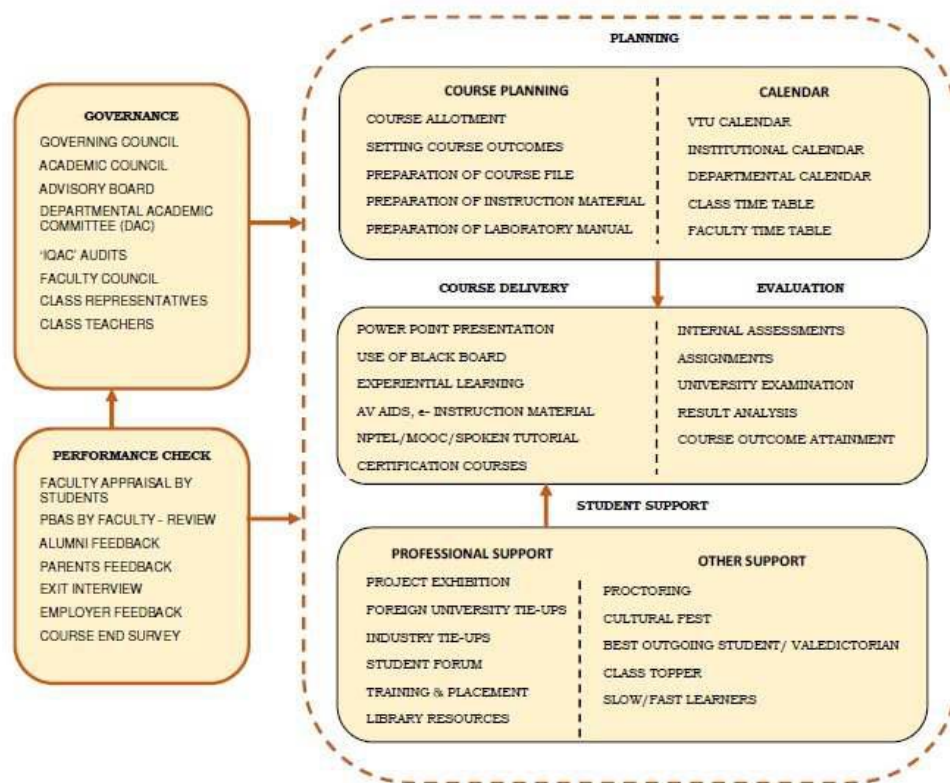 GOVERNANCE
GOVERNING COUNCIL
ACADEMIC COUNCIL
ADVISORY BOARD
DEPARTMENTAL ACADEMIC
COMMITTEE (DAC)
'IQAC' AUDITS
FACULTY COUNCIL
CLASS REPRESENTATIVES
CLASS TEACHERS
PERFORMANCE CHECK
FACULTY APPRAISAL BY
STUDENTS
PBAS BY FACULTY - REVIEW
ALUMNI FEEDBACK
PARENTS FEEDBACK
EXIT INTERVIEW
EMPLOYER FEEDBACK
COURSE END SURVEY
PLANNING
COURSE PLANNING
COURSE ALLOTMENT
SETTING COURSE OUTCOMES
PREPARATION OF COURSE FILE
PREPARATION OF INSTRUCTION MATERIAL
PREPARATION OF LABORATORY MANUAL
CALENDAR
VTU CALENDAR
INSTITUTIONAL CALENDAR
DEPARTMENTAL CALENDAR
CLASS TIME TABLE
FACULTY TIME TABLE
COURSE DELIVERY
POWER POINT PRESENTATION
USE OF BLACK BOARD
EXPERIENTIAL LEARNING
AV AIDS, e- INSTRUCTION MATERIAL
NPTEL/MOOC/SPOKEN TUTORIAL
CERTIFICATION COURSES
EVALUATION
INTERNAL ASSESSMENTS
ASSIGNMENTS
UNIVERSITY EXAMINATION
RESULT ANALYSIS
COURSE OUTCOME ATTAINMENT
STUDENT SUPPORT
PROFESSIONAL SUPPORT
PROJECT EXHIBITION
FOREIGN UNIVERSITY TIE-UPS
INDUSTRY TIE-UPS
STUDENT FORUM
TRAINING & PLACEMENT
LIBRARY RESOURCES
OTHER SUPPORT
PROCTORING
CULTURAL FEST
BEST OUTGOING STUDENT/ VALEDICTORIAN
CLASS TOPPER
SLOW/FAST LEARNERS